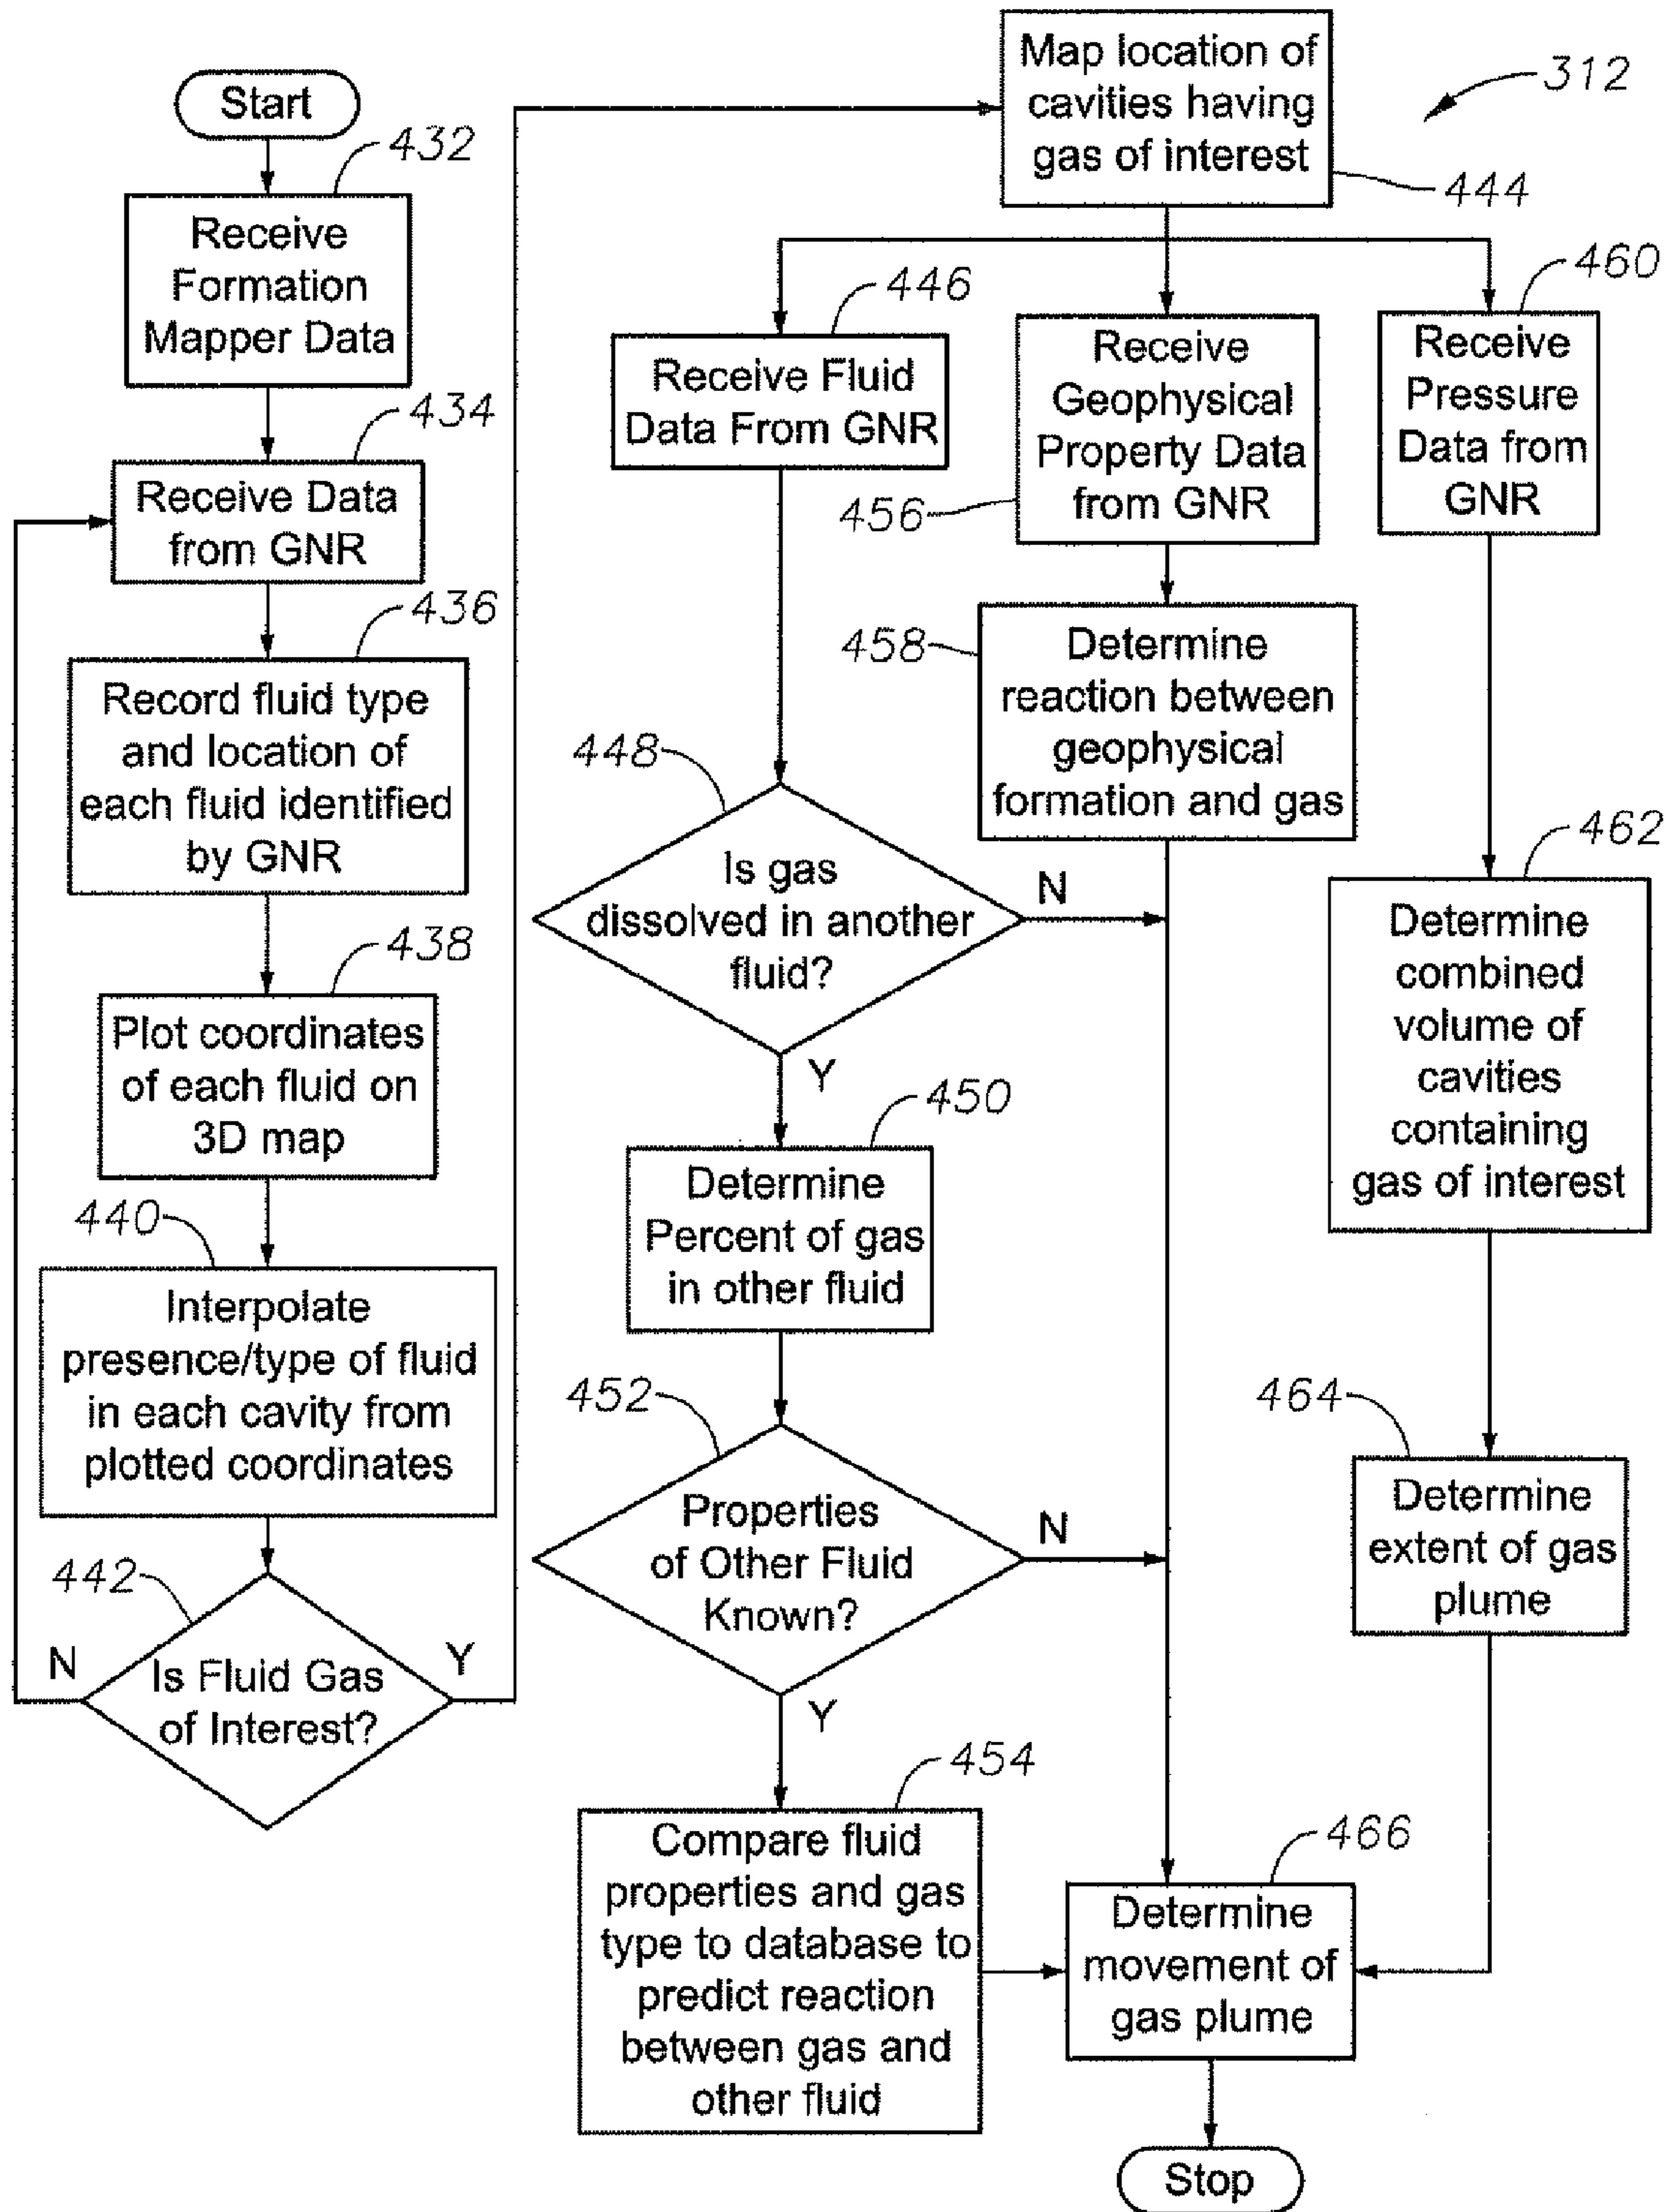 Start
432
Receive
Formation
Mapper Data
434
Receive Data
from GNR
436
Record fluid type
and location of
each fluid identified
by GNR
438
Plot coordinates
of each fluid on
3D map
440
Interpolate
presence/type of fluid
in each cavity from
plotted coordinates
442
Is Fluid Gas
of Interest?
N
Y
Map location of
cavities having
gas of interest
312
444
446
Receive Fluid
Data From GNR
448
Is gas
dissolved in another
fluid?
N
Y
450
Determine
Percent of gas
in other fluid
452
Properties
of Other Fluid
Known?
N
Y
454
Compare fluid
properties and gas
type to database to
predict reaction
between gas and
other fluid
Receive
Geophysical
Property Data
from GNR
456
458
Determine
reaction between
geophysical
formation and gas
460
Receive
Pressure
Data from
GNR
462
Determine
combined
volume of
cavities
containing
gas of interest
464
Determine
extent of gas
plume
466
Determine
movement of
gas plume
Stop